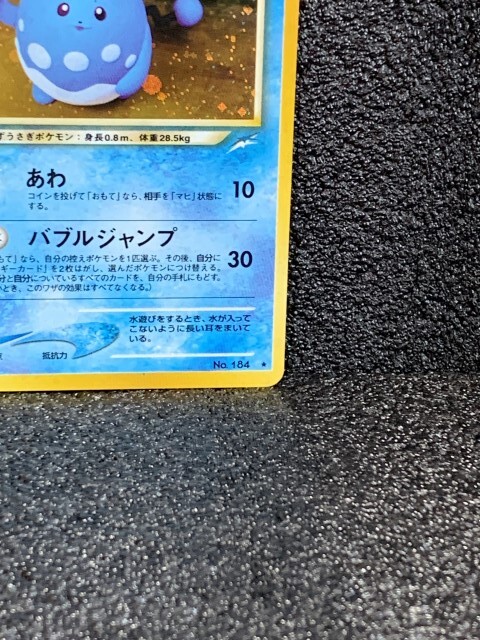 ずうさぎポケモン：身長0.8m、体重28.5kg
あわ 10
コインを投げて「おもて」なら、相手を「マヒ」状態にする。
バブルジャンプ 30
もて」なら、自分の控えポケモンを1匹選ぶ。その後、自分に
ギーカード」を2枚はがし、選んだポケモンにつけ替える。
分と自分についているすべてのカードを、自分の手札にもどす。
いとき、このワザの効果はすべてなくなる。）
水遊びをするとき、水が入って
こないように長い耳をまいて
いる。
抵抗力
No. 184 ★